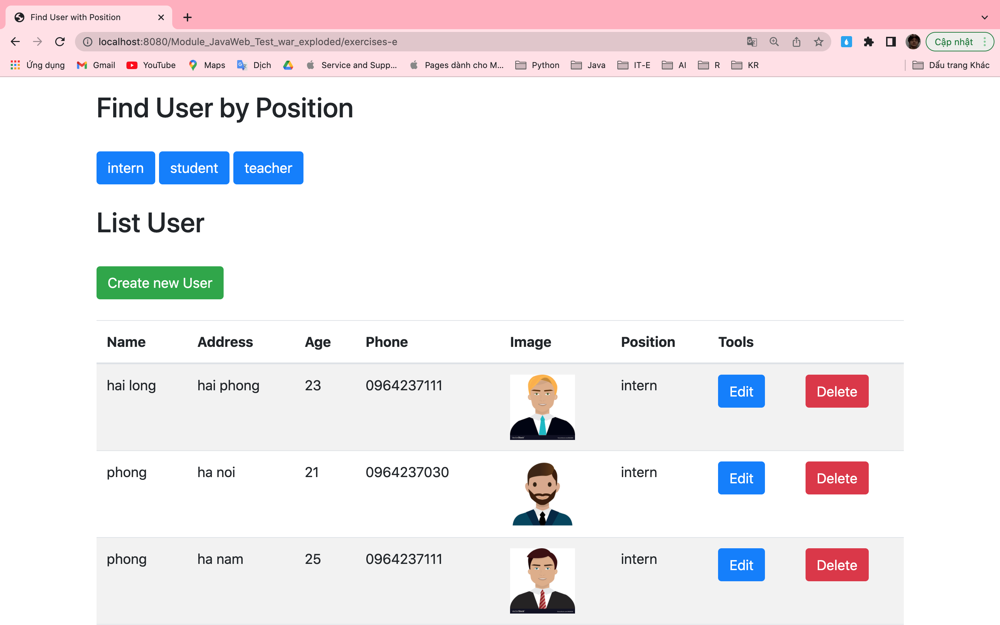 Find User with Position
localhost:8080/Module_JavaWeb_Test_war_exploded/exercises-e
Cập nhật
Ứng dụng Gmail YouTube Maps Dịch Service and Supp... Pages dành cho M... Python Java IT-E AI R KR Dấu trang Khác
Find User by Position
intern student teacher
List User
Create new User
Name Address Age Phone Image Position Tools
hai long hai phong 23 0964237111 intern Edit Delete
VectorStock
phong ha noi 21 0964237030 intern Edit Delete
phong ha nam 25 0964237111 intern Edit Delete
VectorStock